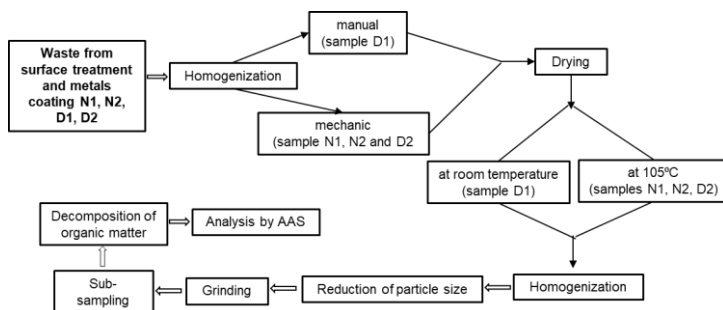 Waste from
surface treatment
and metals
coating N1, N2,
D1, D2
Homogenization
manual
(sample D1)
mechanic
(sample N1, N2 and D2
Drying
at room temperature
(sample D1)
at 105ºC
(samples N1, N2, D2)
Homogenization
Reduction of particle size
Grinding
Sub-
sampling
Decomposition of
organic matter
Analysis by AAS